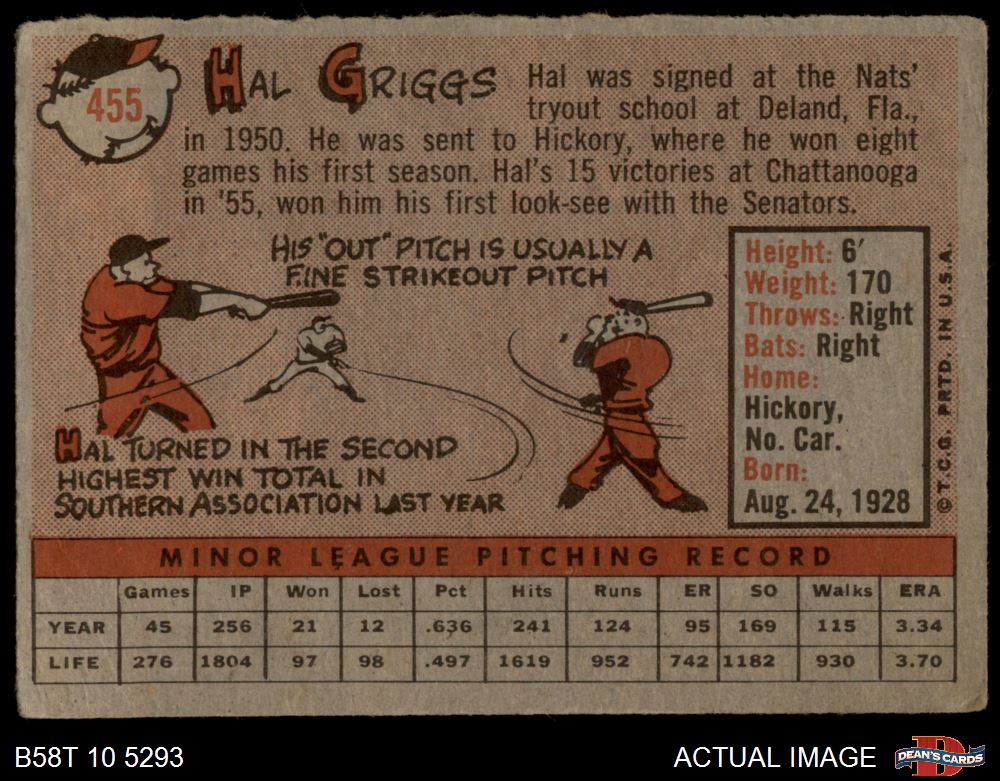 455
HAL GRIGGS
Hal was signed at the Nats'
tryout school at Deland, Fla.,
in 1950. He was sent to Hickory, where he won eight
games his first season. Hal's 15 victories at Chattanooga
in '55, won him his first look-see with the Senators.
HIS "OUT" PITCH IS USUALLY A
FINE STRIKEOUT PITCH
HAL TURNED IN THE SECOND
HIGHEST WIN TOTAL IN
SOUTHERN ASSOCIATION LAST YEAR
Height: 6'
Weight: 170
Throws: Right
Bats: Right
Home:
Hickory,
No. Car.
Born:
Aug. 24, 1928
© T.C.G. PRTD. IN U.S.A.
MINOR LEAGUE PITCHING RECORD
Games IP Won Lost Pct Hits Runs ER SO Walks ERA
YEAR 45 256 21 12 .636 241 124 95 169 115 3.34
LIFE 276 1804 97 98 .497 1619 952 742 1182 930 3.70
B58T 10 5293
ACTUAL IMAGE
D
DEAN'S CARDS